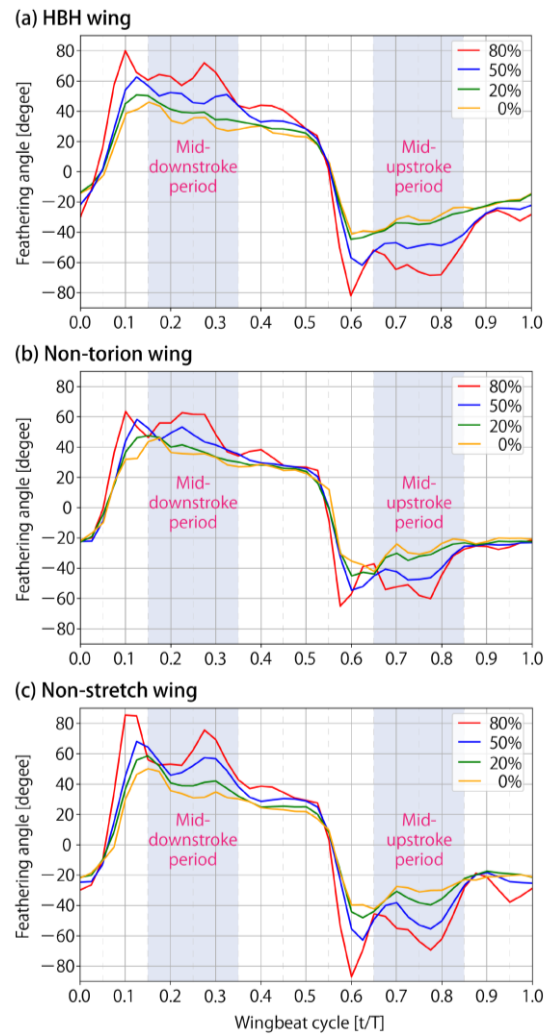 (a) HBH wing
80
60
40
20
0
−20
−40
−60
−80
Feathering angle [degree]
80%
50%
20%
0%
Mid-
downstroke
period
Mid-
upstroke
period
0.0 0.1 0.2 0.3 0.4 0.5 0.6 0.7 0.8 0.9 1.0
(b) Non-torion wing
80
60
40
20
0
−20
−40
−60
−80
Feathering angle [degree]
80%
50%
20%
0%
Mid-
downstroke
period
Mid-
upstroke
period
0.0 0.1 0.2 0.3 0.4 0.5 0.6 0.7 0.8 0.9 1.0
(c) Non-stretch wing
80
60
40
20
0
−20
−40
−60
−80
Feathering angle [degree]
80%
50%
20%
0%
Mid-
downstroke
period
Mid-
upstroke
period
0.0 0.1 0.2 0.3 0.4 0.5 0.6 0.7 0.8 0.9 1.0
Wingbeat cycle [t/T]